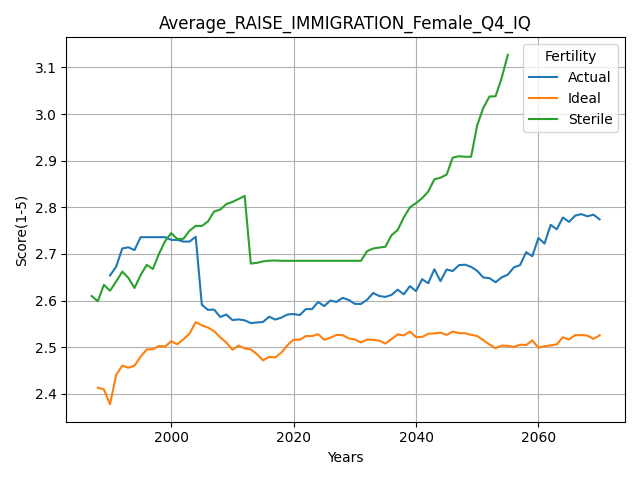 Average_RAISE_IMMIGRATION_Female_Q4_IQ
Fertility
Actual
Ideal
Sterile
Score(1-5)
3.1
3.0
2.9
2.8
2.7
2.6
2.5
2.4
2000
2020
2040
2060
Years